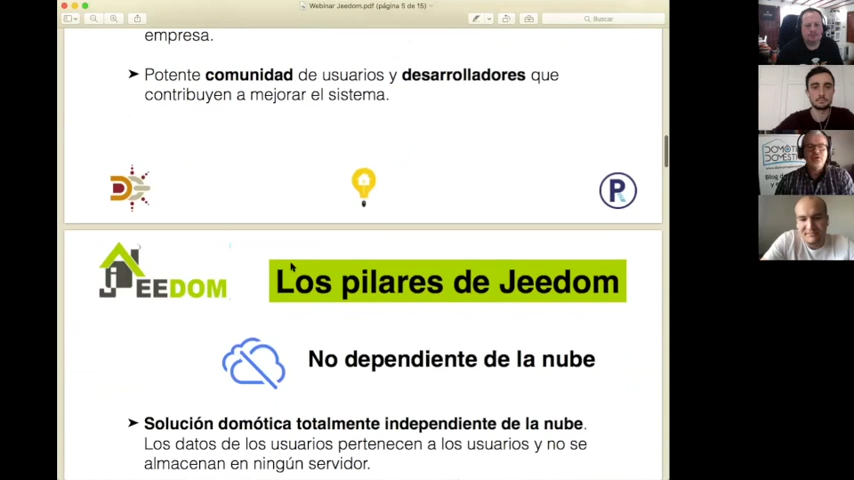 Webinar Jeedom.pdf (página 5 de 15)
Buscar
empresa.
➤ Potente comunidad de usuarios y desarrolladores que
contribuyen a mejorar el sistema.
JEEDOM
Los pilares de Jeedom
No dependiente de la nube
➤ Solución domótica totalmente independiente de la nube.
Los datos de los usuarios pertenecen a los usuarios y no se
almacenan en ningún servidor.
DOMÓTICA
DOMÉSTI